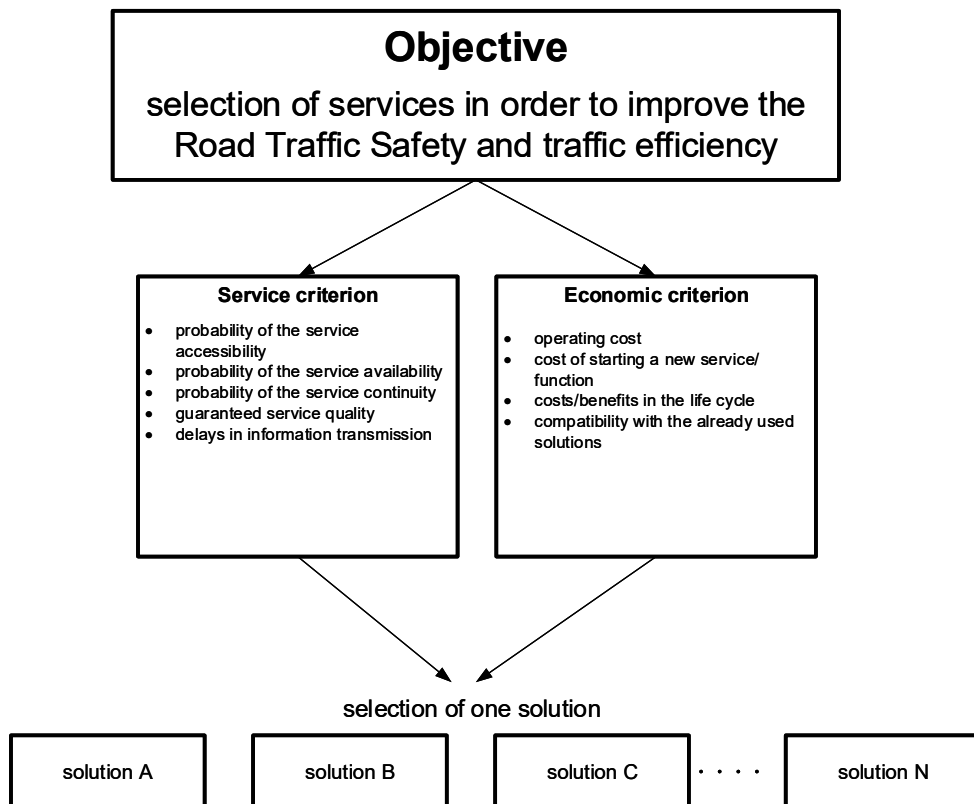 Objective
selection of services in order to improve the
Road Traffic Safety and traffic efficiency
Service criterion
• probability of the service
accessibility
• probability of the service availability
• probability of the service continuity
• guaranteed service quality
• delays in information transmission
Economic criterion
• operating cost
• cost of starting a new service/
function
• costs/benefits in the life cycle
• compatibility with the already used
solutions
selection of one solution
solution A
solution B
solution C
. . . .
solution N